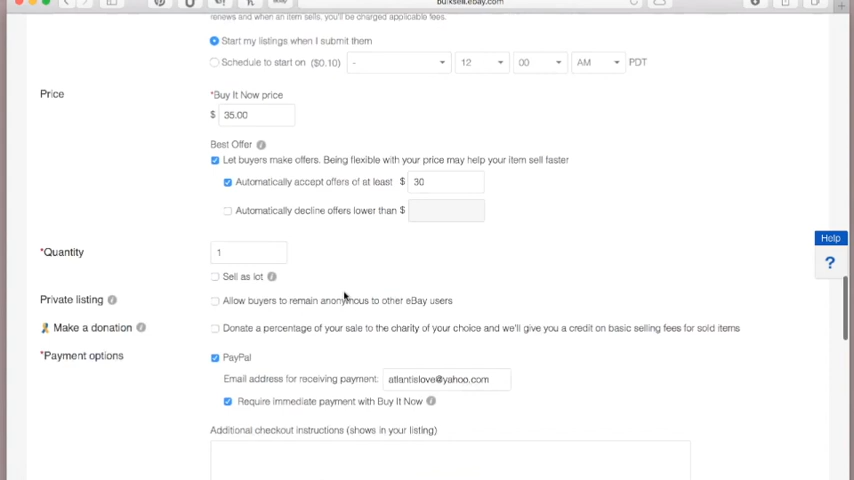 bulksell.ebay.com
renews and when an item sells, you'll be charged applicable fees.
Start my listings when I submit them
Schedule to start on ($0.10) - 12 00 AM PDT
Price
*Buy It Now price
$ 35.00
Best Offer
Let buyers make offers. Being flexible with your price may help your item sell faster
Automatically accept offers of at least $ 30
Automatically decline offers lower than $
*Quantity 1
Help
?
Sell as lot
Private listing Allow buyers to remain anonymous to other eBay users
Make a donation Donate a percentage of your sale to the charity of your choice and we'll give you a credit on basic selling fees for sold items
*Payment options PayPal
Email address for receiving payment: atlantislove@yahoo.com
Require immediate payment with Buy It Now
Additional checkout instructions (shows in your listing)